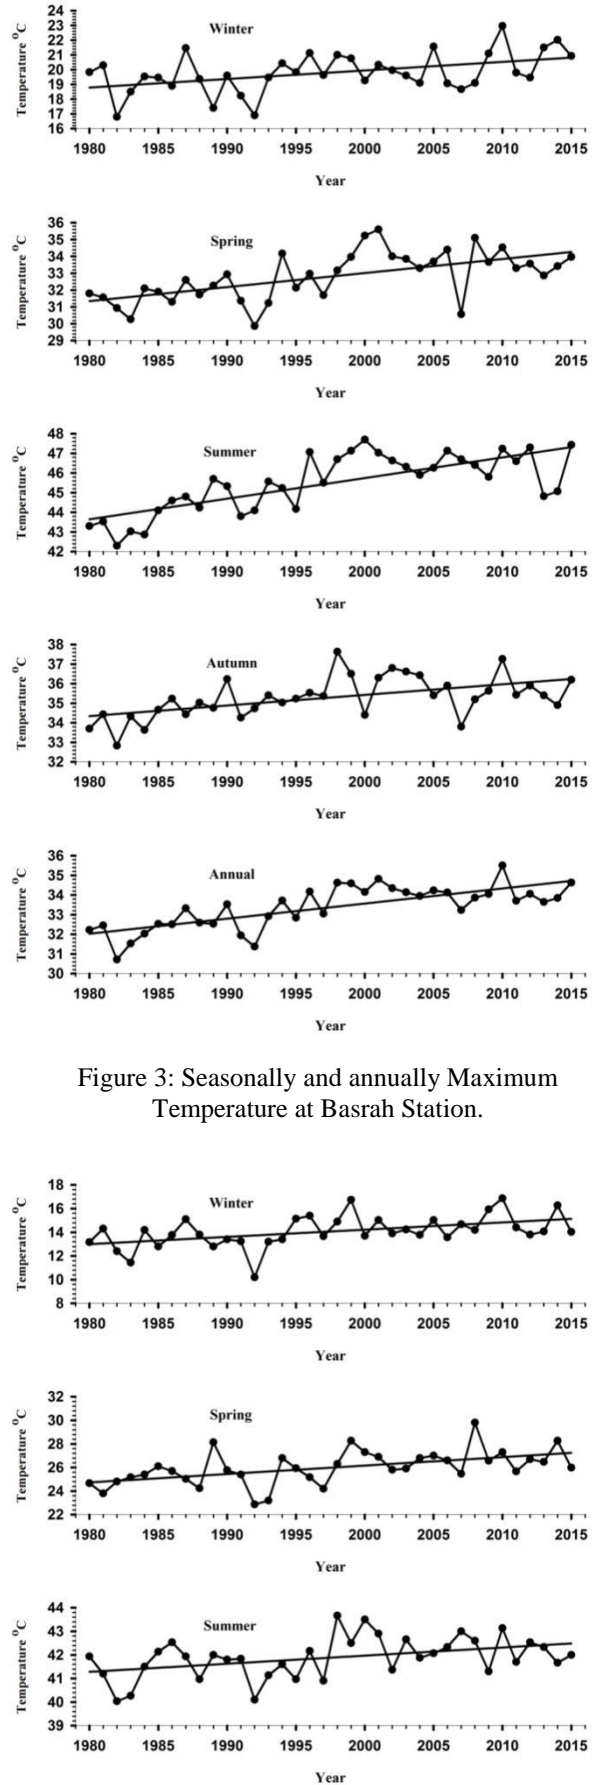 Winter
Temperature °C
24
23
22
21
20
19
18
17
16
1980 1985 1990 1995 2000 2005 2010 2015
Year
Spring
Temperature °C
36
35
34
33
32
31
30
29
1980 1985 1990 1995 2000 2005 2010 2015
Year
Summer
Temperature °C
48
47
46
45
44
43
42
1980 1985 1990 1995 2000 2005 2010 2015
Year
Autumn
Temperature °C
38
37
36
35
34
33
32
1980 1985 1990 1995 2000 2005 2010 2015
Year
Annual
Temperature °C
36
35
34
33
32
31
30
1980 1985 1990 1995 2000 2005 2010 2015
Year
Figure 3: Seasonally and annually Maximum
Temperature at Basrah Station.
Winter
Temperature °C
18
16
14
12
10
8
1980 1985 1990 1995 2000 2005 2010 2015
Year
Spring
Temperature °C
32
30
28
26
24
22
1980 1985 1990 1995 2000 2005 2010 2015
Year
Summer
Temperature °C
44
43
42
41
40
39
1980 1985 1990 1995 2000 2005 2010 2015
Year